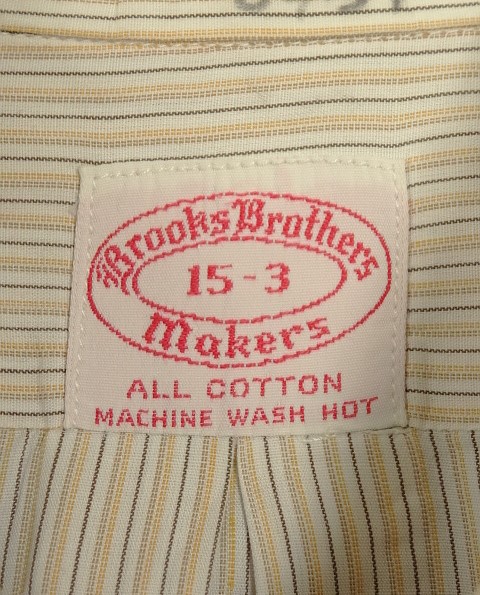 Brooks Brothers
15-3
Makers
ALL COTTON
MACHINE WASH HOT